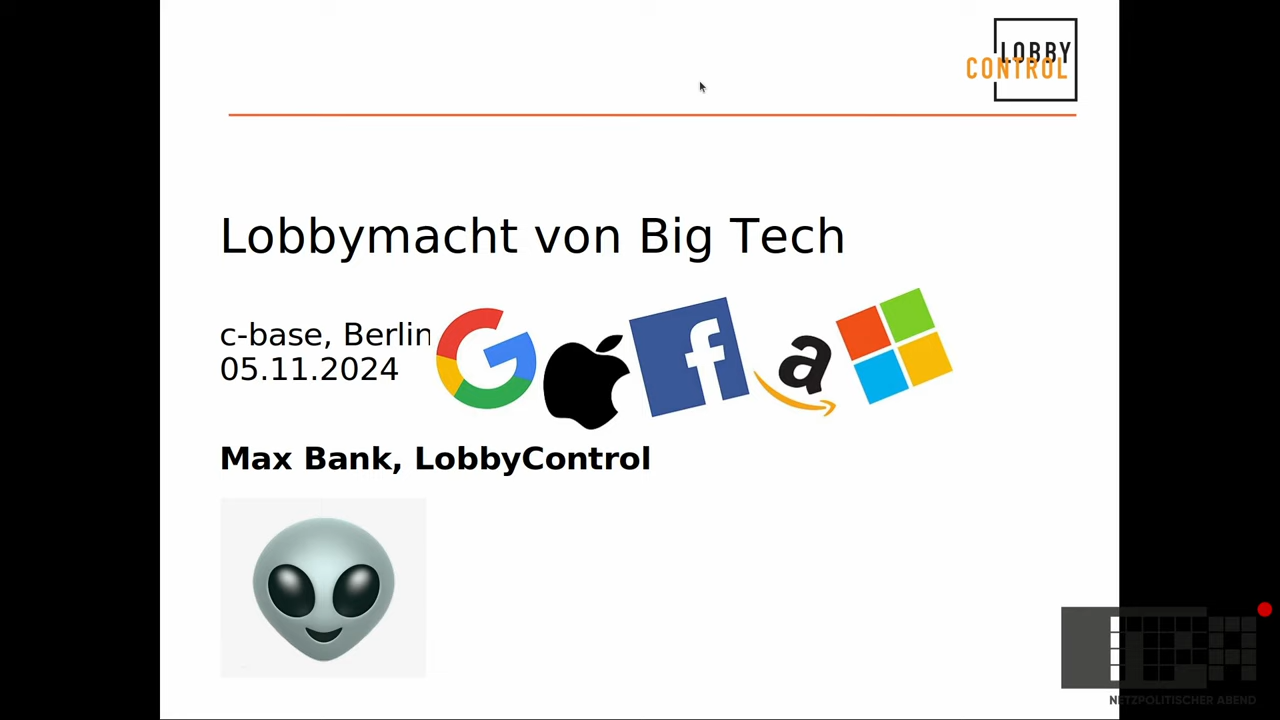 LOBBY
CONTROL
Lobbymacht von Big Tech
c-base, Berlin
05.11.2024
Max Bank, LobbyControl
NETZPOLITISCHER ABEND